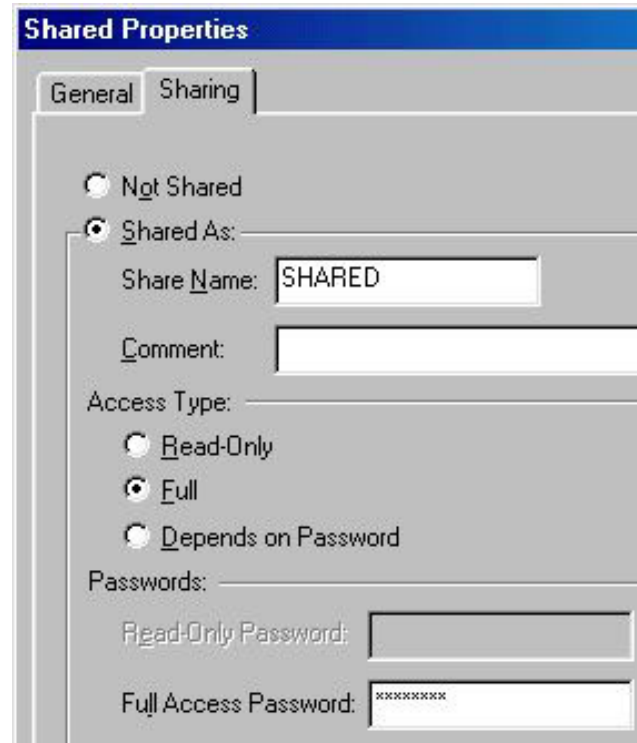 Shared Properties
General Sharing
Not Shared
Shared As:
Share Name: SHARED
Comment:
Access Type:
Read-Only
Full
Depends on Password
Passwords:
Read-Only Password:
Full Access Password: ********